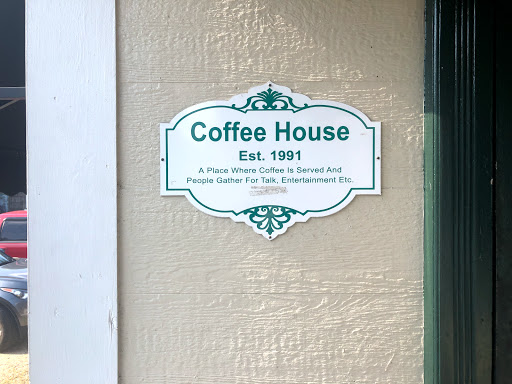 Coffee House
Est. 1991
A Place Where Coffee Is Served And
People Gather For Talk, Entertainment Etc.